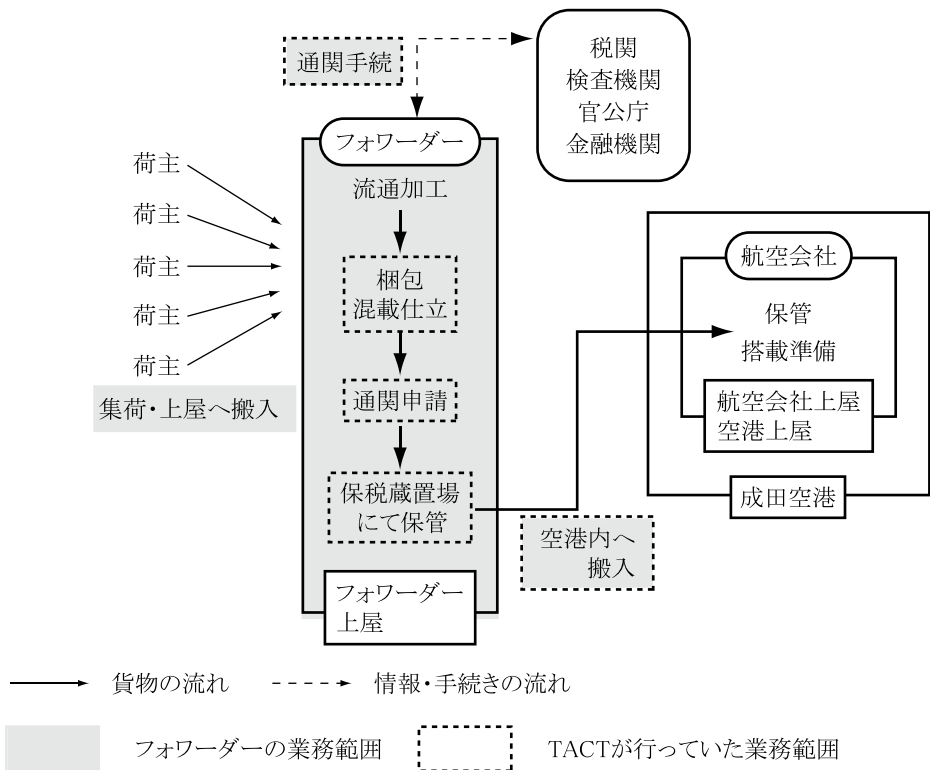 通関手続
税関
検査機関
官公庁
金融機関
フォワーダー
流通加工
梱包
混載仕立
通関申請
保税蔵置場
にて保管
フォワーダー
上屋
荷主
荷主
荷主
荷主
荷主
集荷・上屋へ搬入
空港内へ
搬入
航空会社
保管
搭載準備
航空会社上屋
空港上屋
成田空港
貨物の流れ
情報・手続きの流れ
フォワーダーの業務範囲
TACTが行っていた業務範囲